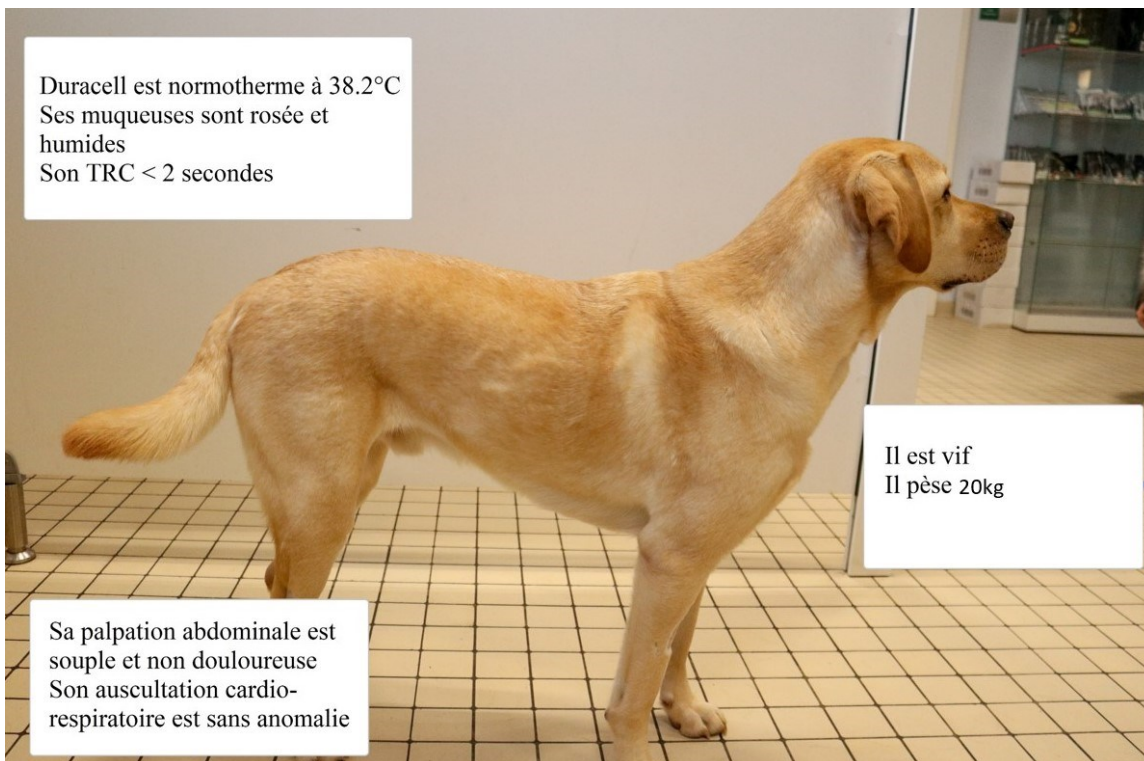 Duracell est normotherme à 38.2°C
Ses muqueuses sont rosée et
humides
Son TRC < 2 secondes
Il est vif
Il pèse 20kg
Sa palpation abdominale est
souple et non douloureuse
Son auscultation cardio-
respiratoire est sans anomalie